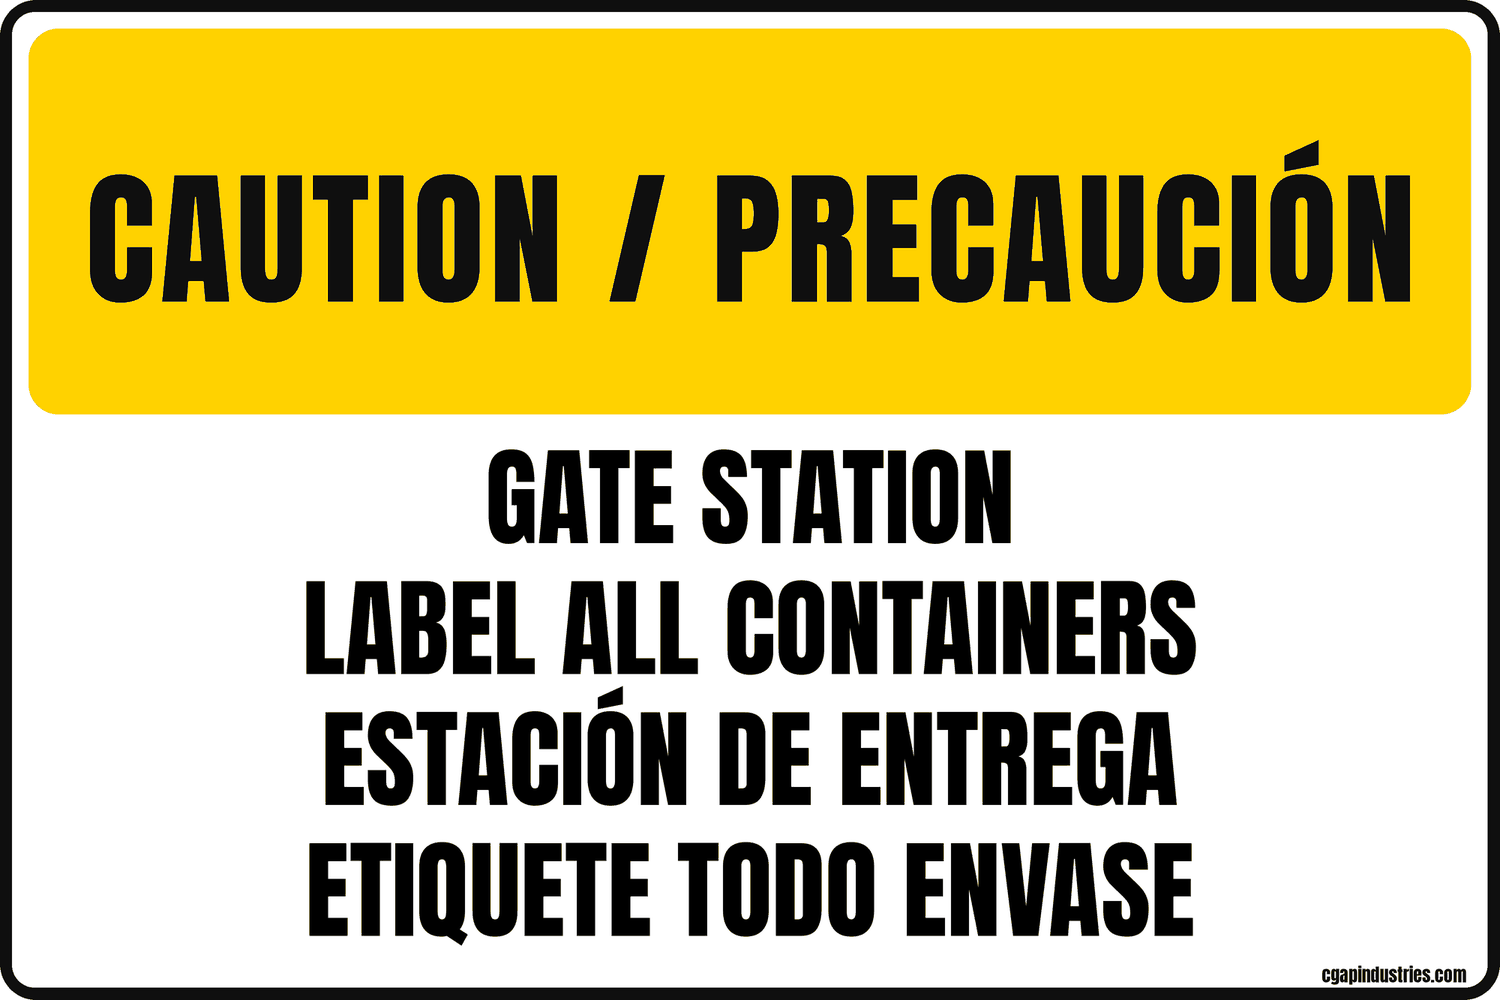 CAUTION / PRECAUCIÓN
GATE STATION
LABEL ALL CONTAINERS
ESTACIÓN DE ENTREGA
ETIQUETE TODO ENVASE
cgapindustries.com